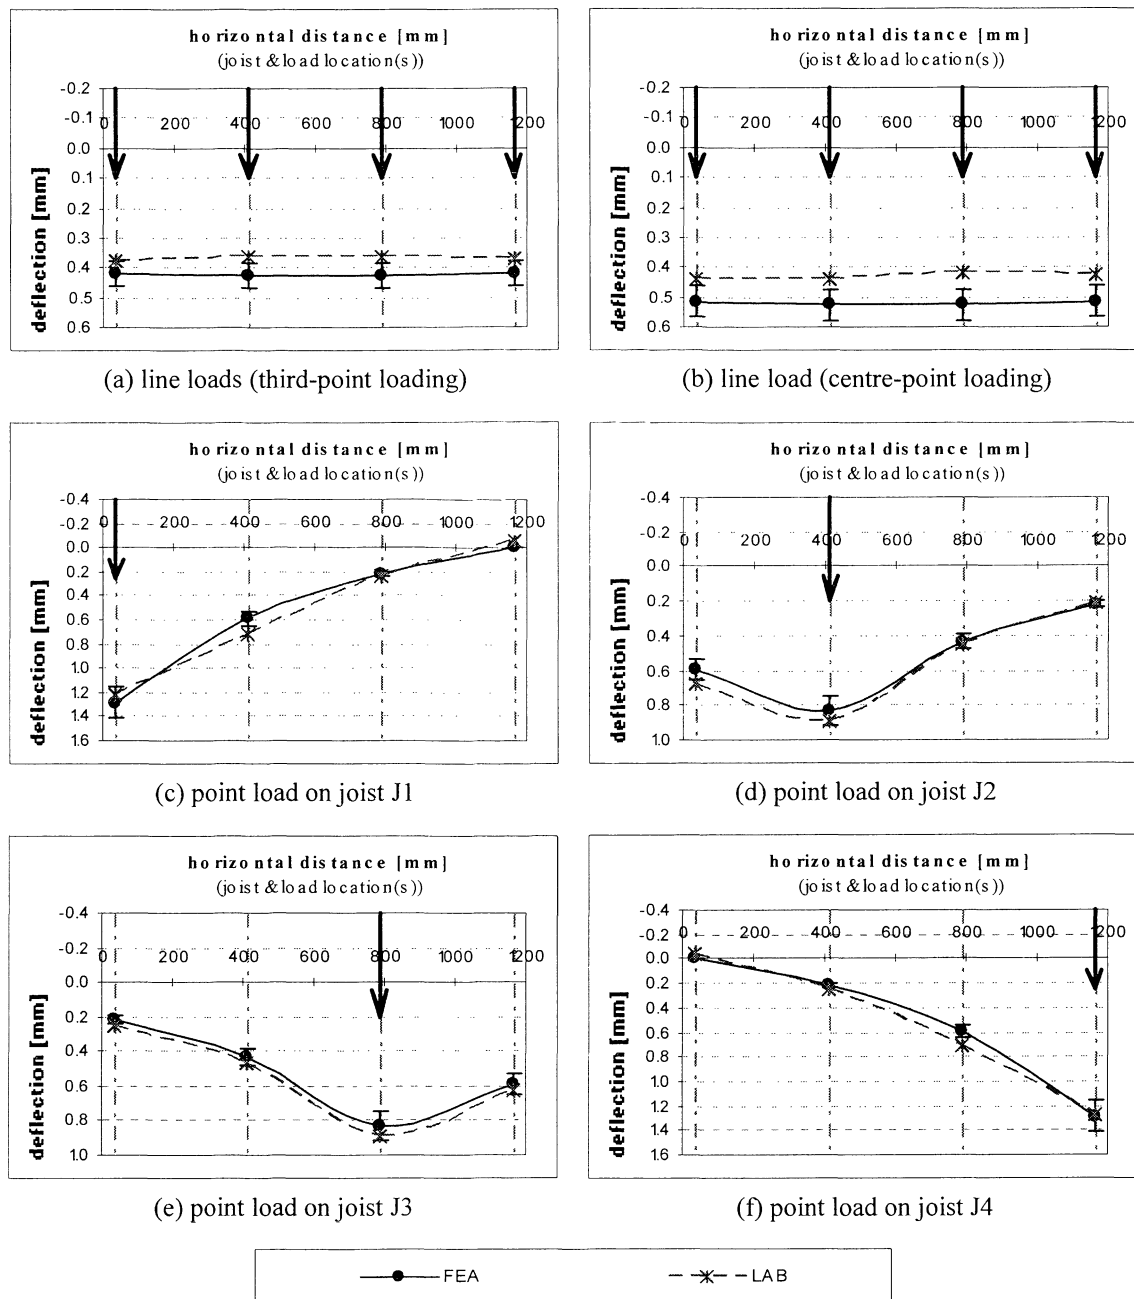 horizontal distance [mm]
(joist & load location(s))
-0.2
-0.1
0 200 400 600 800 1000 1200
0.0
0.1
0.2
0.3
0.4
0.5
0.6
deflection [mm]
(a) line loads (third-point loading)
horizontal distance [mm]
(joist & load location(s))
-0.2
-0.1
0 200 400 600 800 1000 1200
0.0
0.1
0.2
0.3
0.4
0.5
0.6
deflection [mm]
(b) line load (centre-point loading)
horizontal distance [mm]
(joist & load location(s))
-0.4
-0.2
0 200 400 600 800 1000 1200
0.0
0.2
0.4
0.6
0.8
1.0
1.2
1.4
1.6
deflection [mm]
(c) point load on joist J1
horizontal distance [mm]
(joist & load location(s))
-0.4
-0.2
0 200 400 600 800 1000 1200
0.0
0.2
0.4
0.6
0.8
1.0
deflection [mm]
(d) point load on joist J2
horizontal distance [mm]
(joist & load location(s))
-0.4
-0.2
0 200 400 600 800 1000 1200
0.0
0.2
0.4
0.6
0.8
1.0
deflection [mm]
(e) point load on joist J3
horizontal distance [mm]
(joist & load location(s))
-0.4
-0.2
0 200 400 600 800 1000 1200
0.0
0.2
0.4
0.6
0.8
1.0
1.2
1.4
1.6
deflection [mm]
(f) point load on joist J4
FEA LAB